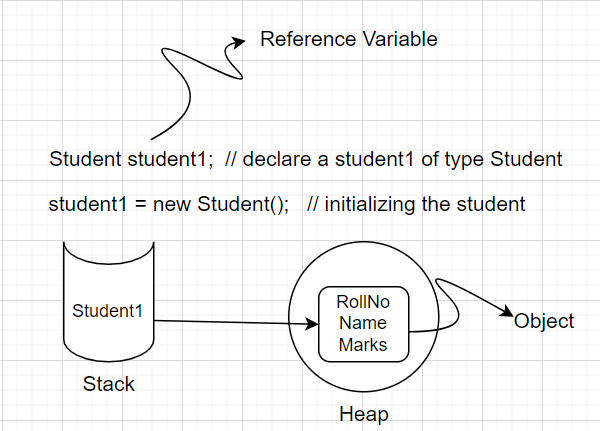 Reference Variable
Student student1;  // declare a student1 of type Student
student1 = new Student();   // initializing the student
Student1
RollNo
Name
Marks
Object
Stack
Heap